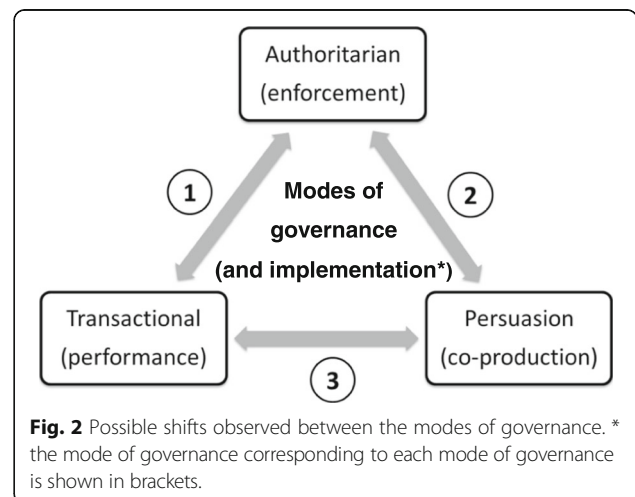 Authoritarian
(enforcement)
1
2
Modes of
governance
(and implementation*)
Transactional
(performance)
Persuasion
(co-production)
3
Fig. 2 Possible shifts observed between the modes of governance. *
the mode of governance corresponding to each mode of governance
is shown in brackets.